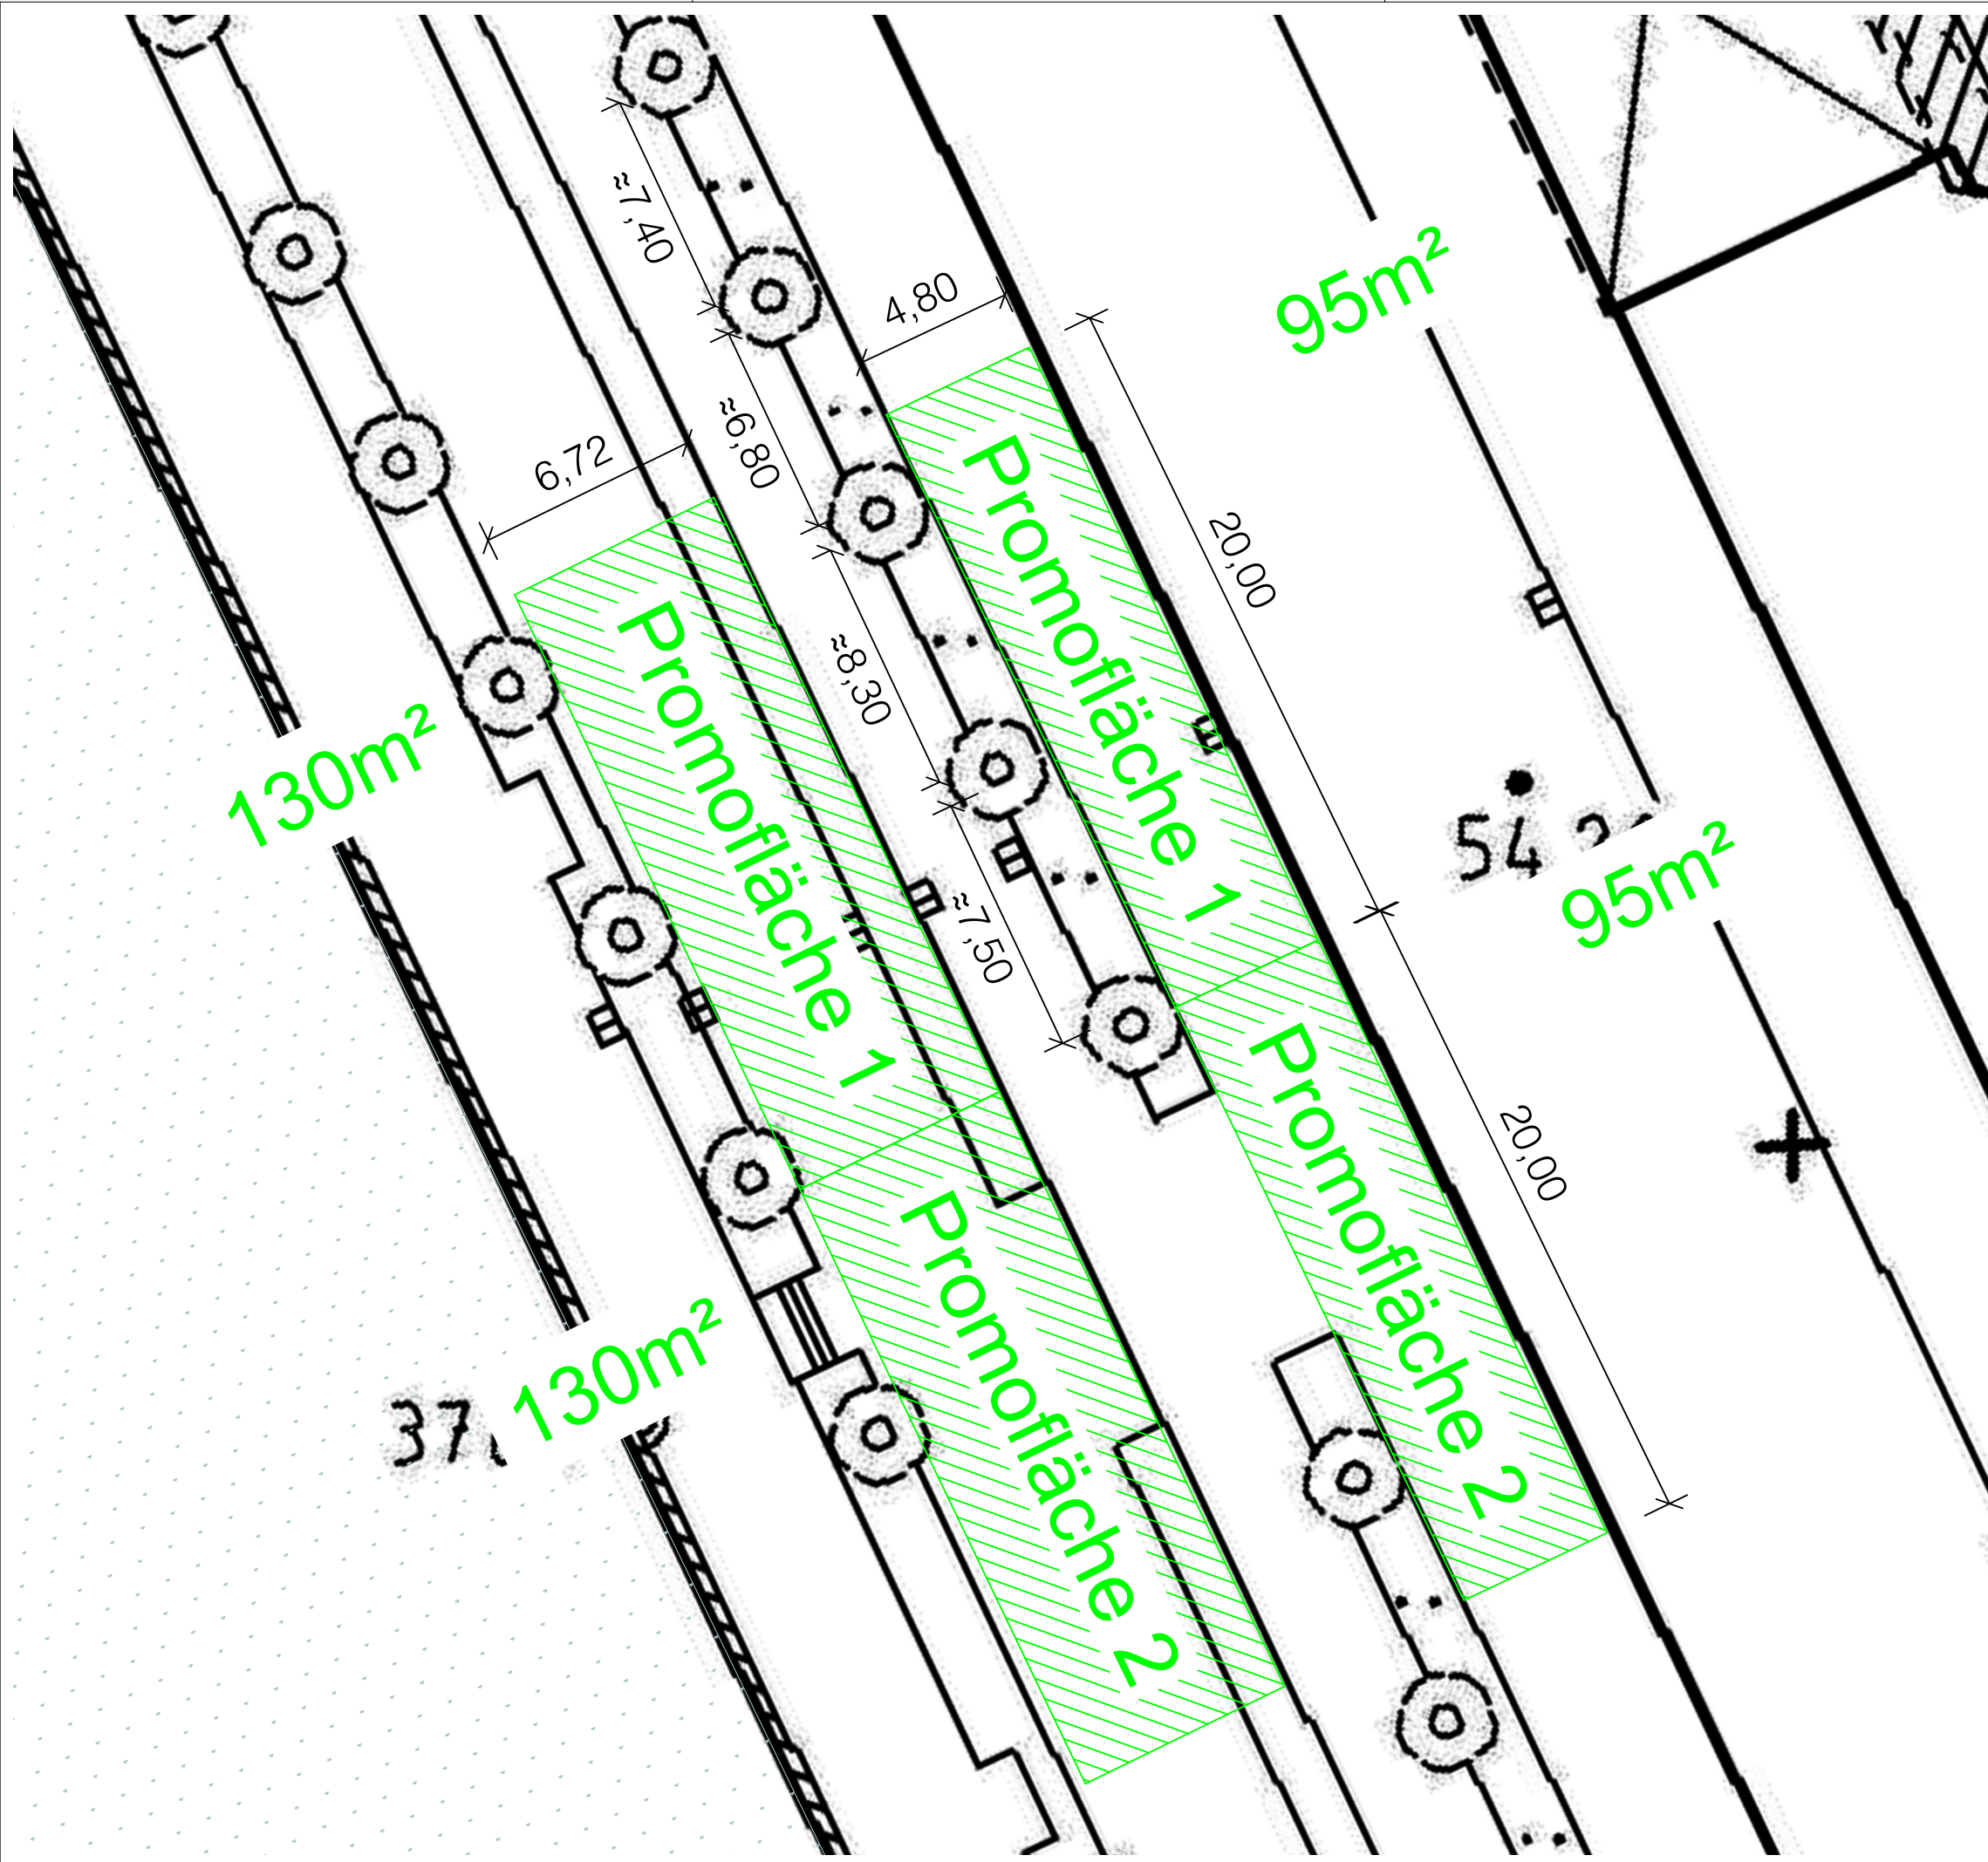 ≈7,40
4,80
95m²
6,72
≈6,80
Promofläche 1
20,00
Promofläche 1
≈8,30
130m²
54
95m²
≈7,50
Promofläche 2
20,00
Promofläche 2
130m²
37,